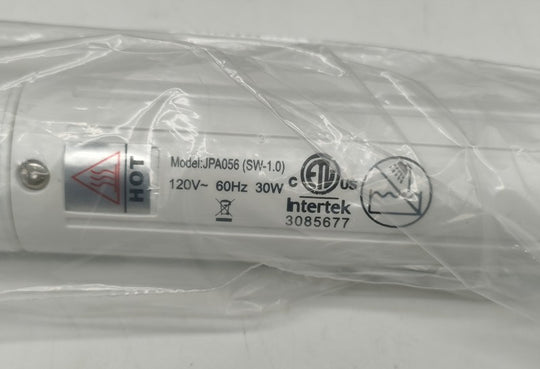 HOT
Model:JPA056 (SW-1.0)
120V~ 60Hz 30W
C ETL US
Intertek
3085677